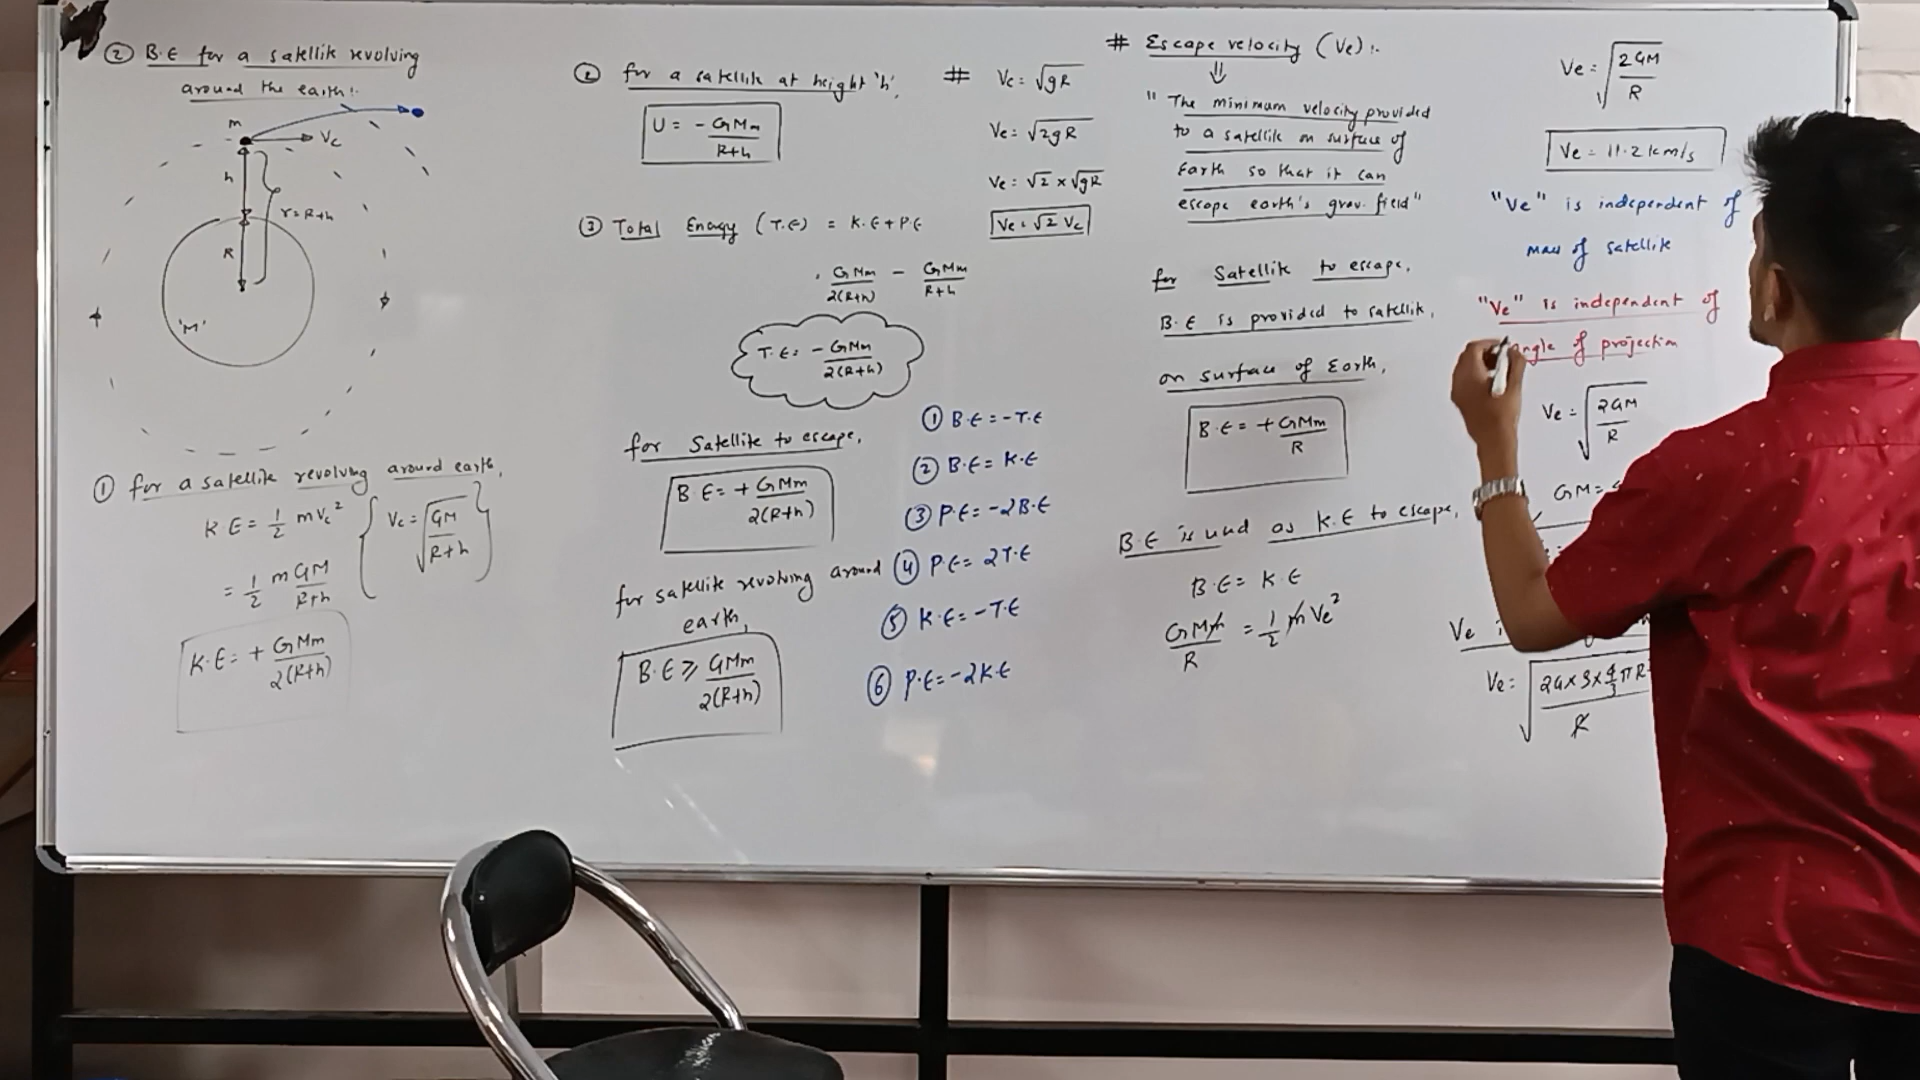 ② B.E for a satellite revolving
around the earth:
m
Vc
h
r=R+h
R
'M'
① for a satellite revolving around earth,
K.E = 1/2 mVc² { Vc = √(GM/(R+h)) }
= 1/2 m GM/(R+h)
K.E = + GMm/(2(R+h))
② for a satellite at height 'h',
U = - GMm/(R+h)
③ Total Energy (T.E) = K.E + P.E
GMm/(2(R+h)) - GMm/(R+h)
T.E = - GMm/(2(R+h))
for Satellite to escape,
B.E = + GMm/(2(R+h))
for satellite revolving around
earth,
B.E ⩾ GMm/(2(R+h))
# Vc = √gR
Ve = √2gR
Ve = √2 × √gR
Ve = √2 Vc
① B.E = -T.E
② B.E = K.E
③ P.E = -2B.E
④ P.E = 2T.E
⑤ K.E = -T.E
⑥ P.E = -2K.E
# Escape velocity (Ve):
⇓
" The minimum velocity provided
to a satellite on surface of
Earth so that it can
escape earth's grav. field"
for Satellite to escape,
B.E is provided to satellite,
on surface of Earth,
B.E = + GMm/R
B.E is used as K.E to escape,
B.E = K.E
GMm/R = 1/2 mVe²
Ve = √(2GM/R)
Ve = 11.2 km/s
"Ve" is independent of
mass of satellite
"Ve" is independent of
angle of projection
Ve = √(2GM/R)
GM =
Ve
Ve =